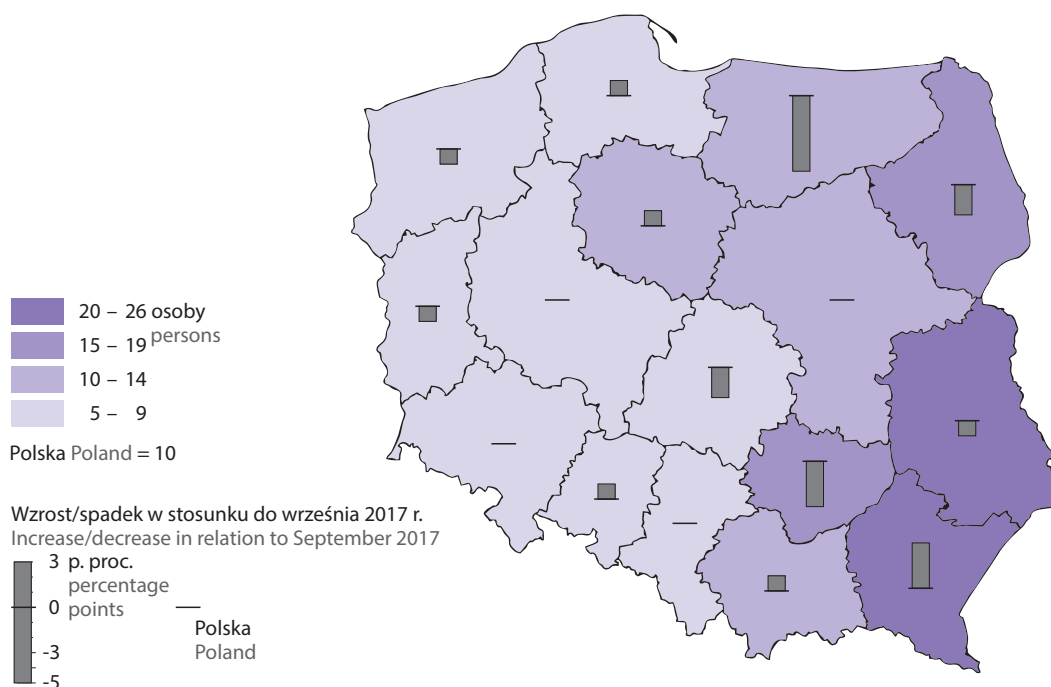 20 – 26 osoby
persons
15 – 19
10 – 14
5 – 9
Polska Poland = 10
Wzrost/spadek w stosunku do września 2017 r.
Increase/decrease in relation to September 2017
3 p. proc.
percentage
0 points
Polska
-3 Poland
-5